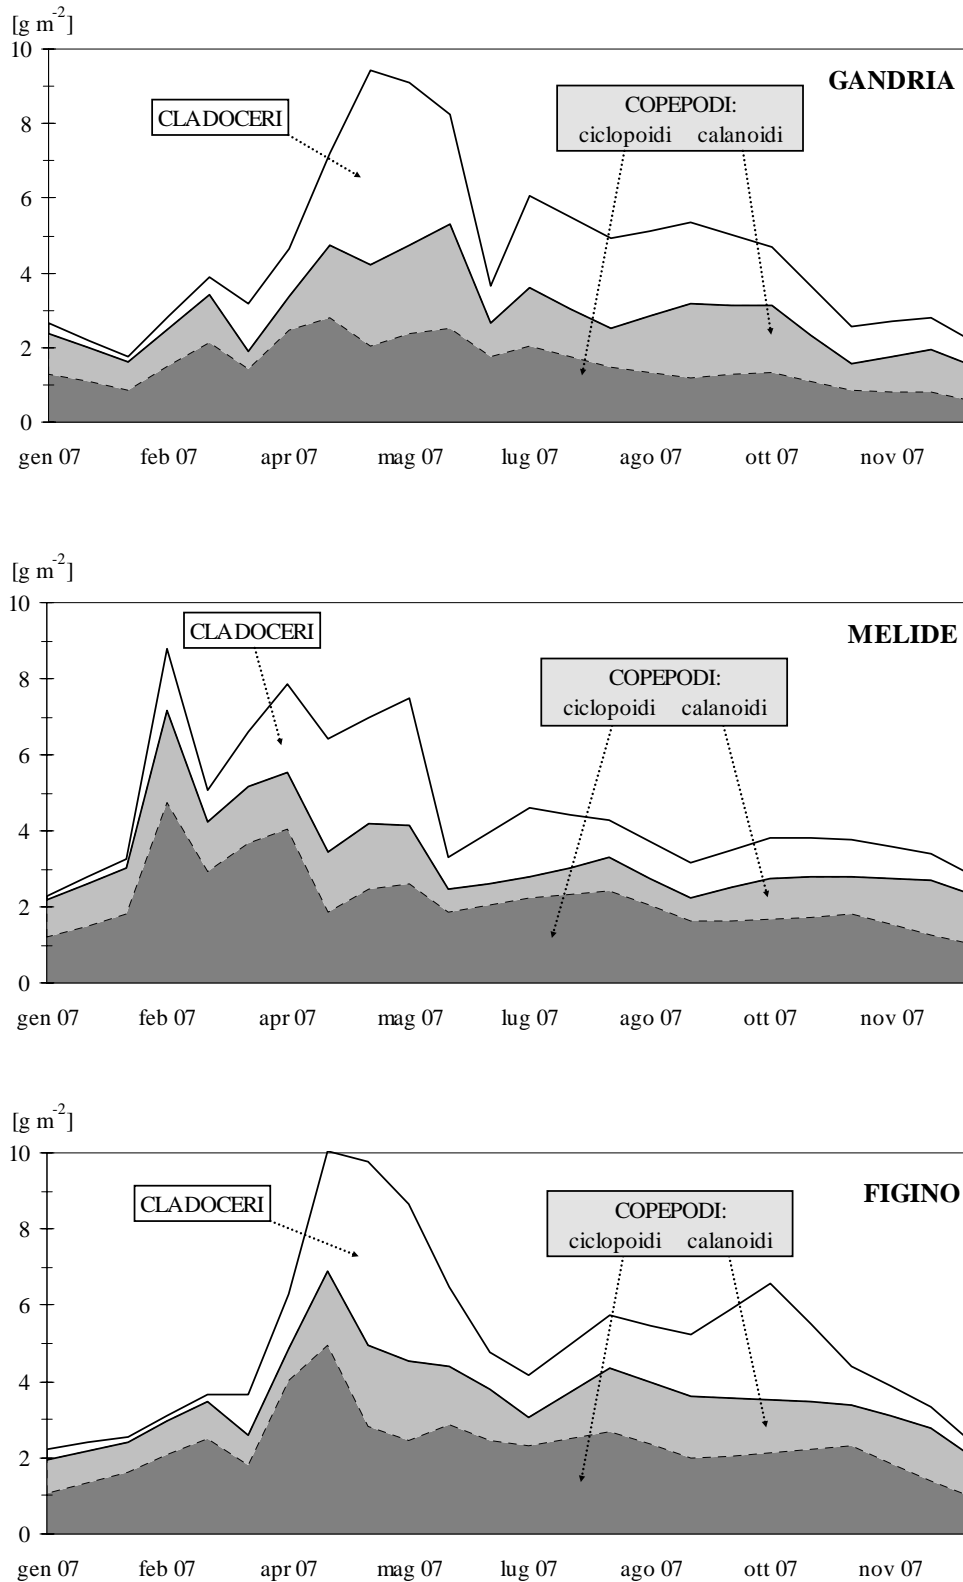 [g m-2]
10
GANDRIA
CLADOCERI
COPEPODI:
ciclopoidi calanoidi
8
6
4
2
0
gen 07 feb 07 apr 07 mag 07 lug 07 ago 07 ott 07 nov 07
[g m-2]
10
CLADOCERI
MELIDE
COPEPODI:
ciclopoidi calanoidi
8
6
4
2
0
gen 07 feb 07 apr 07 mag 07 lug 07 ago 07 ott 07 nov 07
[g m-2]
10
CLADOCERI
FIGINO
COPEPODI:
ciclopoidi calanoidi
8
6
4
2
0
gen 07 feb 07 apr 07 mag 07 lug 07 ago 07 ott 07 nov 07